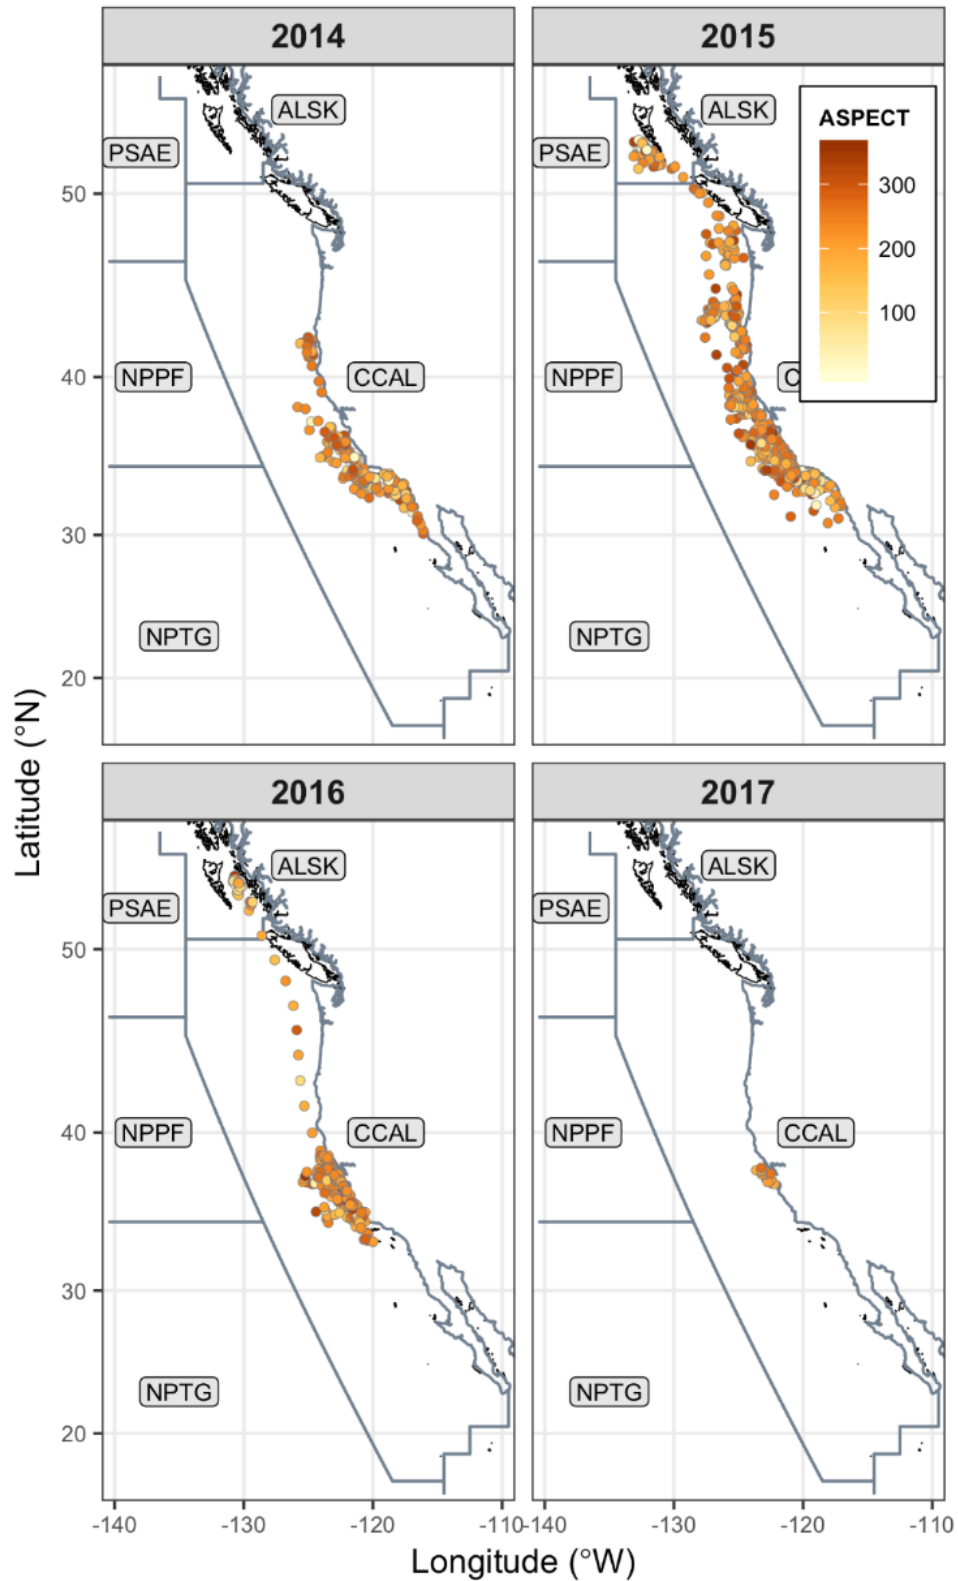 2014
2015
ALSK
PSAE
NPPF
CCAL
NPTG
ALSK
PSAE
NPPF
C
NPTG
ASPECT
300
200
100
50
40
30
20
2016
2017
ALSK
PSAE
NPPF
CCAL
NPTG
ALSK
PSAE
NPPF
CCAL
NPTG
50
40
30
20
-140
-130
-120
-110
-140
-130
-120
-110
Latitude (°N)
Longitude (°W)